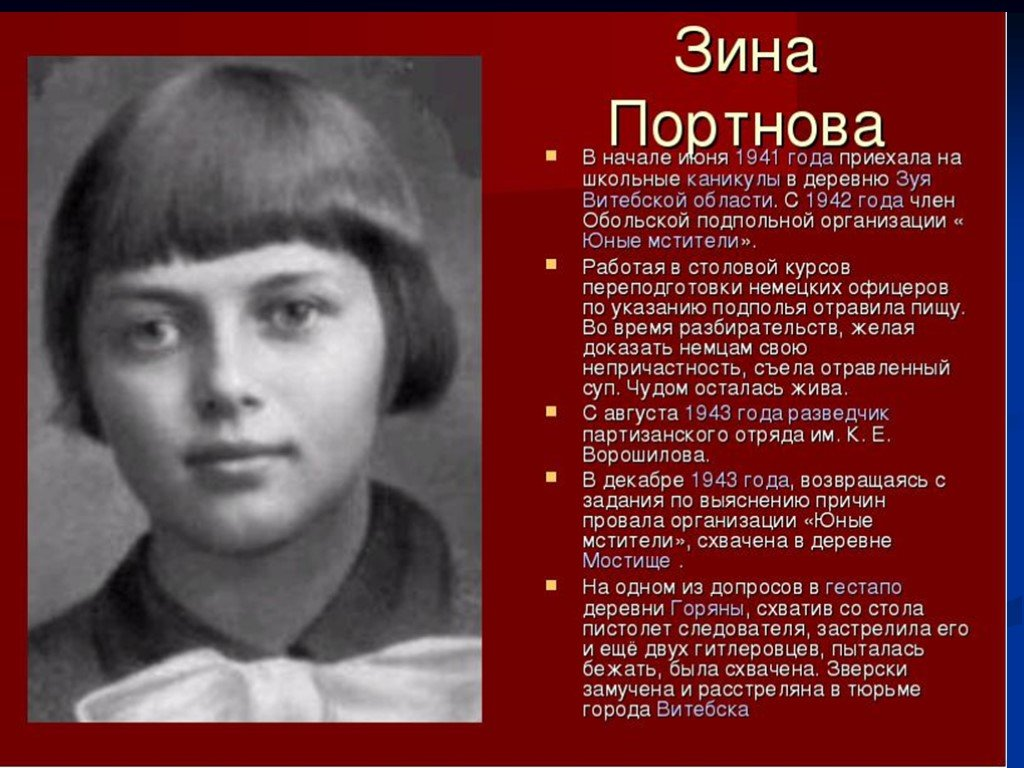 Зина
Портнова
В начале июня 1941 года приехала на
школьные каникулы в деревню Зуя
Витебской области. С 1942 года член
Обольской подпольной организации «
Юные мстители».
Работая в столовой курсов
переподготовки немецких офицеров
по указанию подполья отравила пищу.
Во время разбирательств, желая
доказать немцам свою
непричастность, съела отравленный
суп. Чудом осталась жива.
С августа 1943 года разведчик
партизанского отряда им. К. Е.
Ворошилова.
В декабре 1943 года, возвращаясь с
задания по выяснению причин
провала организации «Юные
мстители», схвачена в деревне
Мостище .
На одном из допросов в гестапо
деревни Горяны, схватив со стола
пистолет следователя, застрелила его
и ещё двух гитлеровцев, пыталась
бежать, была схвачена. Зверски
замучена и расстреляна в тюрьме
города Витебска